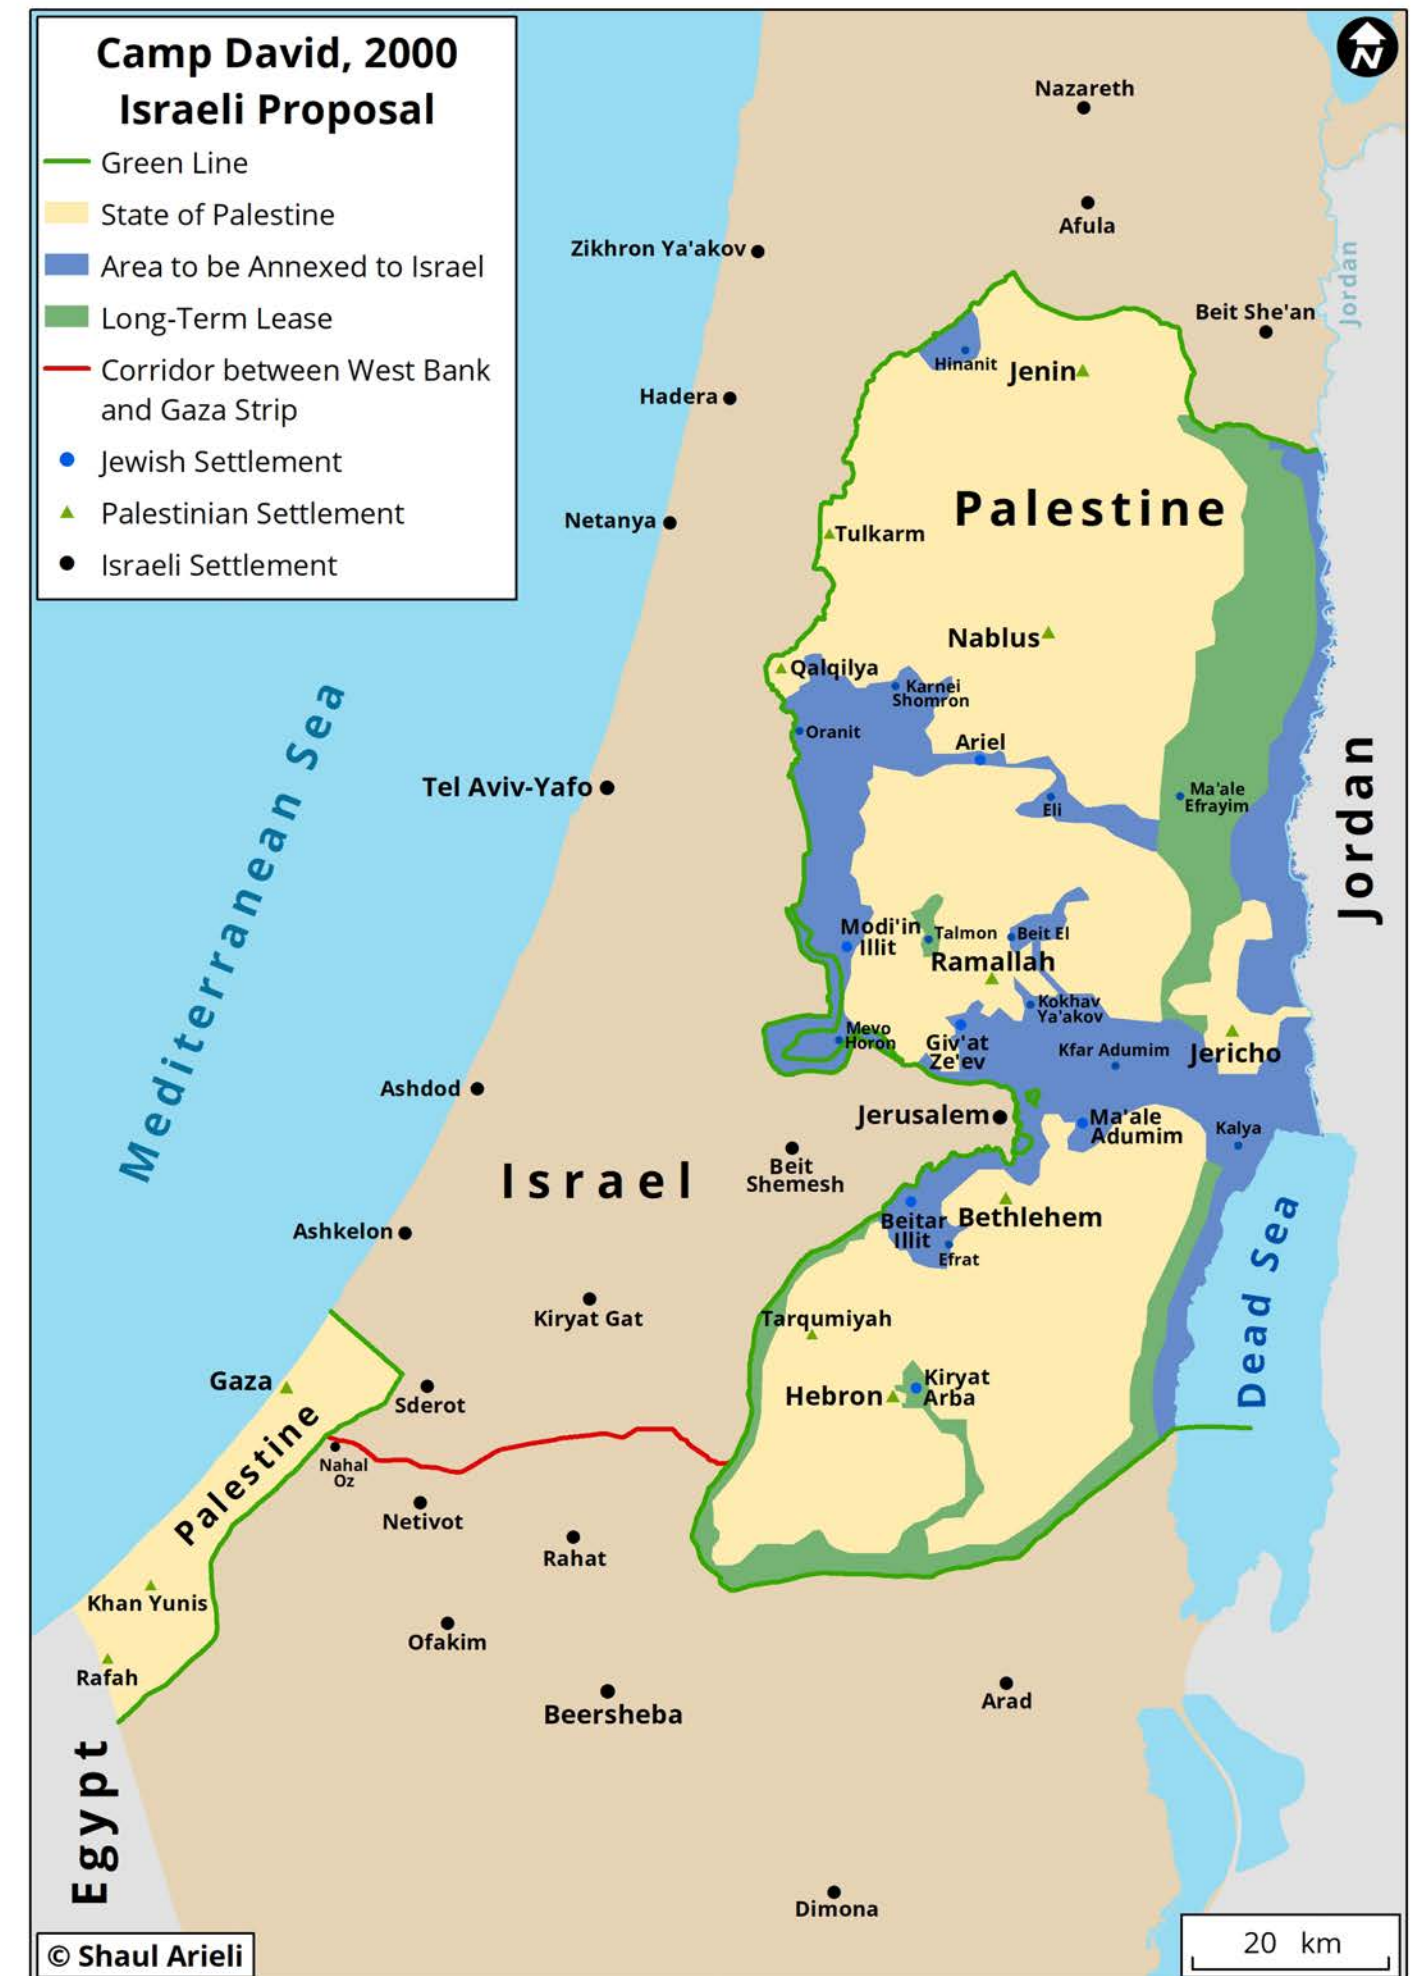 Camp David, 2000
Israeli Proposal
Green Line
State of Palestine
Area to be Annexed to Israel
Long-Term Lease
Corridor between West Bank
and Gaza Strip
Jewish Settlement
Palestinian Settlement
Israeli Settlement
N
Nazareth
Afula
Zikhron Ya'akov
Jordan
Beit She'an
Hinanit
Jenin
Hadera
Palestine
Netanya
Tulkarm
Nablus
Qalqilya
Karnei
Shomron
Oranit
Ariel
Mediterranean Sea
Tel Aviv-Yafo
Eli
Ma'ale
Efrayim
Jordan
Modi'in
Illit
Talmon
Beit El
Ramallah
Kokhav
Ya'akov
Mevo
Horon
Giv'at
Ze'ev
Kfar Adumim
Jericho
Ashdod
Jerusalem
Ma'ale
Adumim
Kalya
Beit
Shemesh
Israel
Beitar
Illit
Bethlehem
Efrat
Ashkelon
Dead Sea
Kiryat Gat
Tarqumiyah
Gaza
Sderot
Hebron
Kiryat
Arba
Palestine
Nahal
Oz
Netivot
Rahat
Khan Yunis
Ofakim
Rafah
Beersheba
Arad
Egypt
Dimona
© Shaul Arieli
20 km